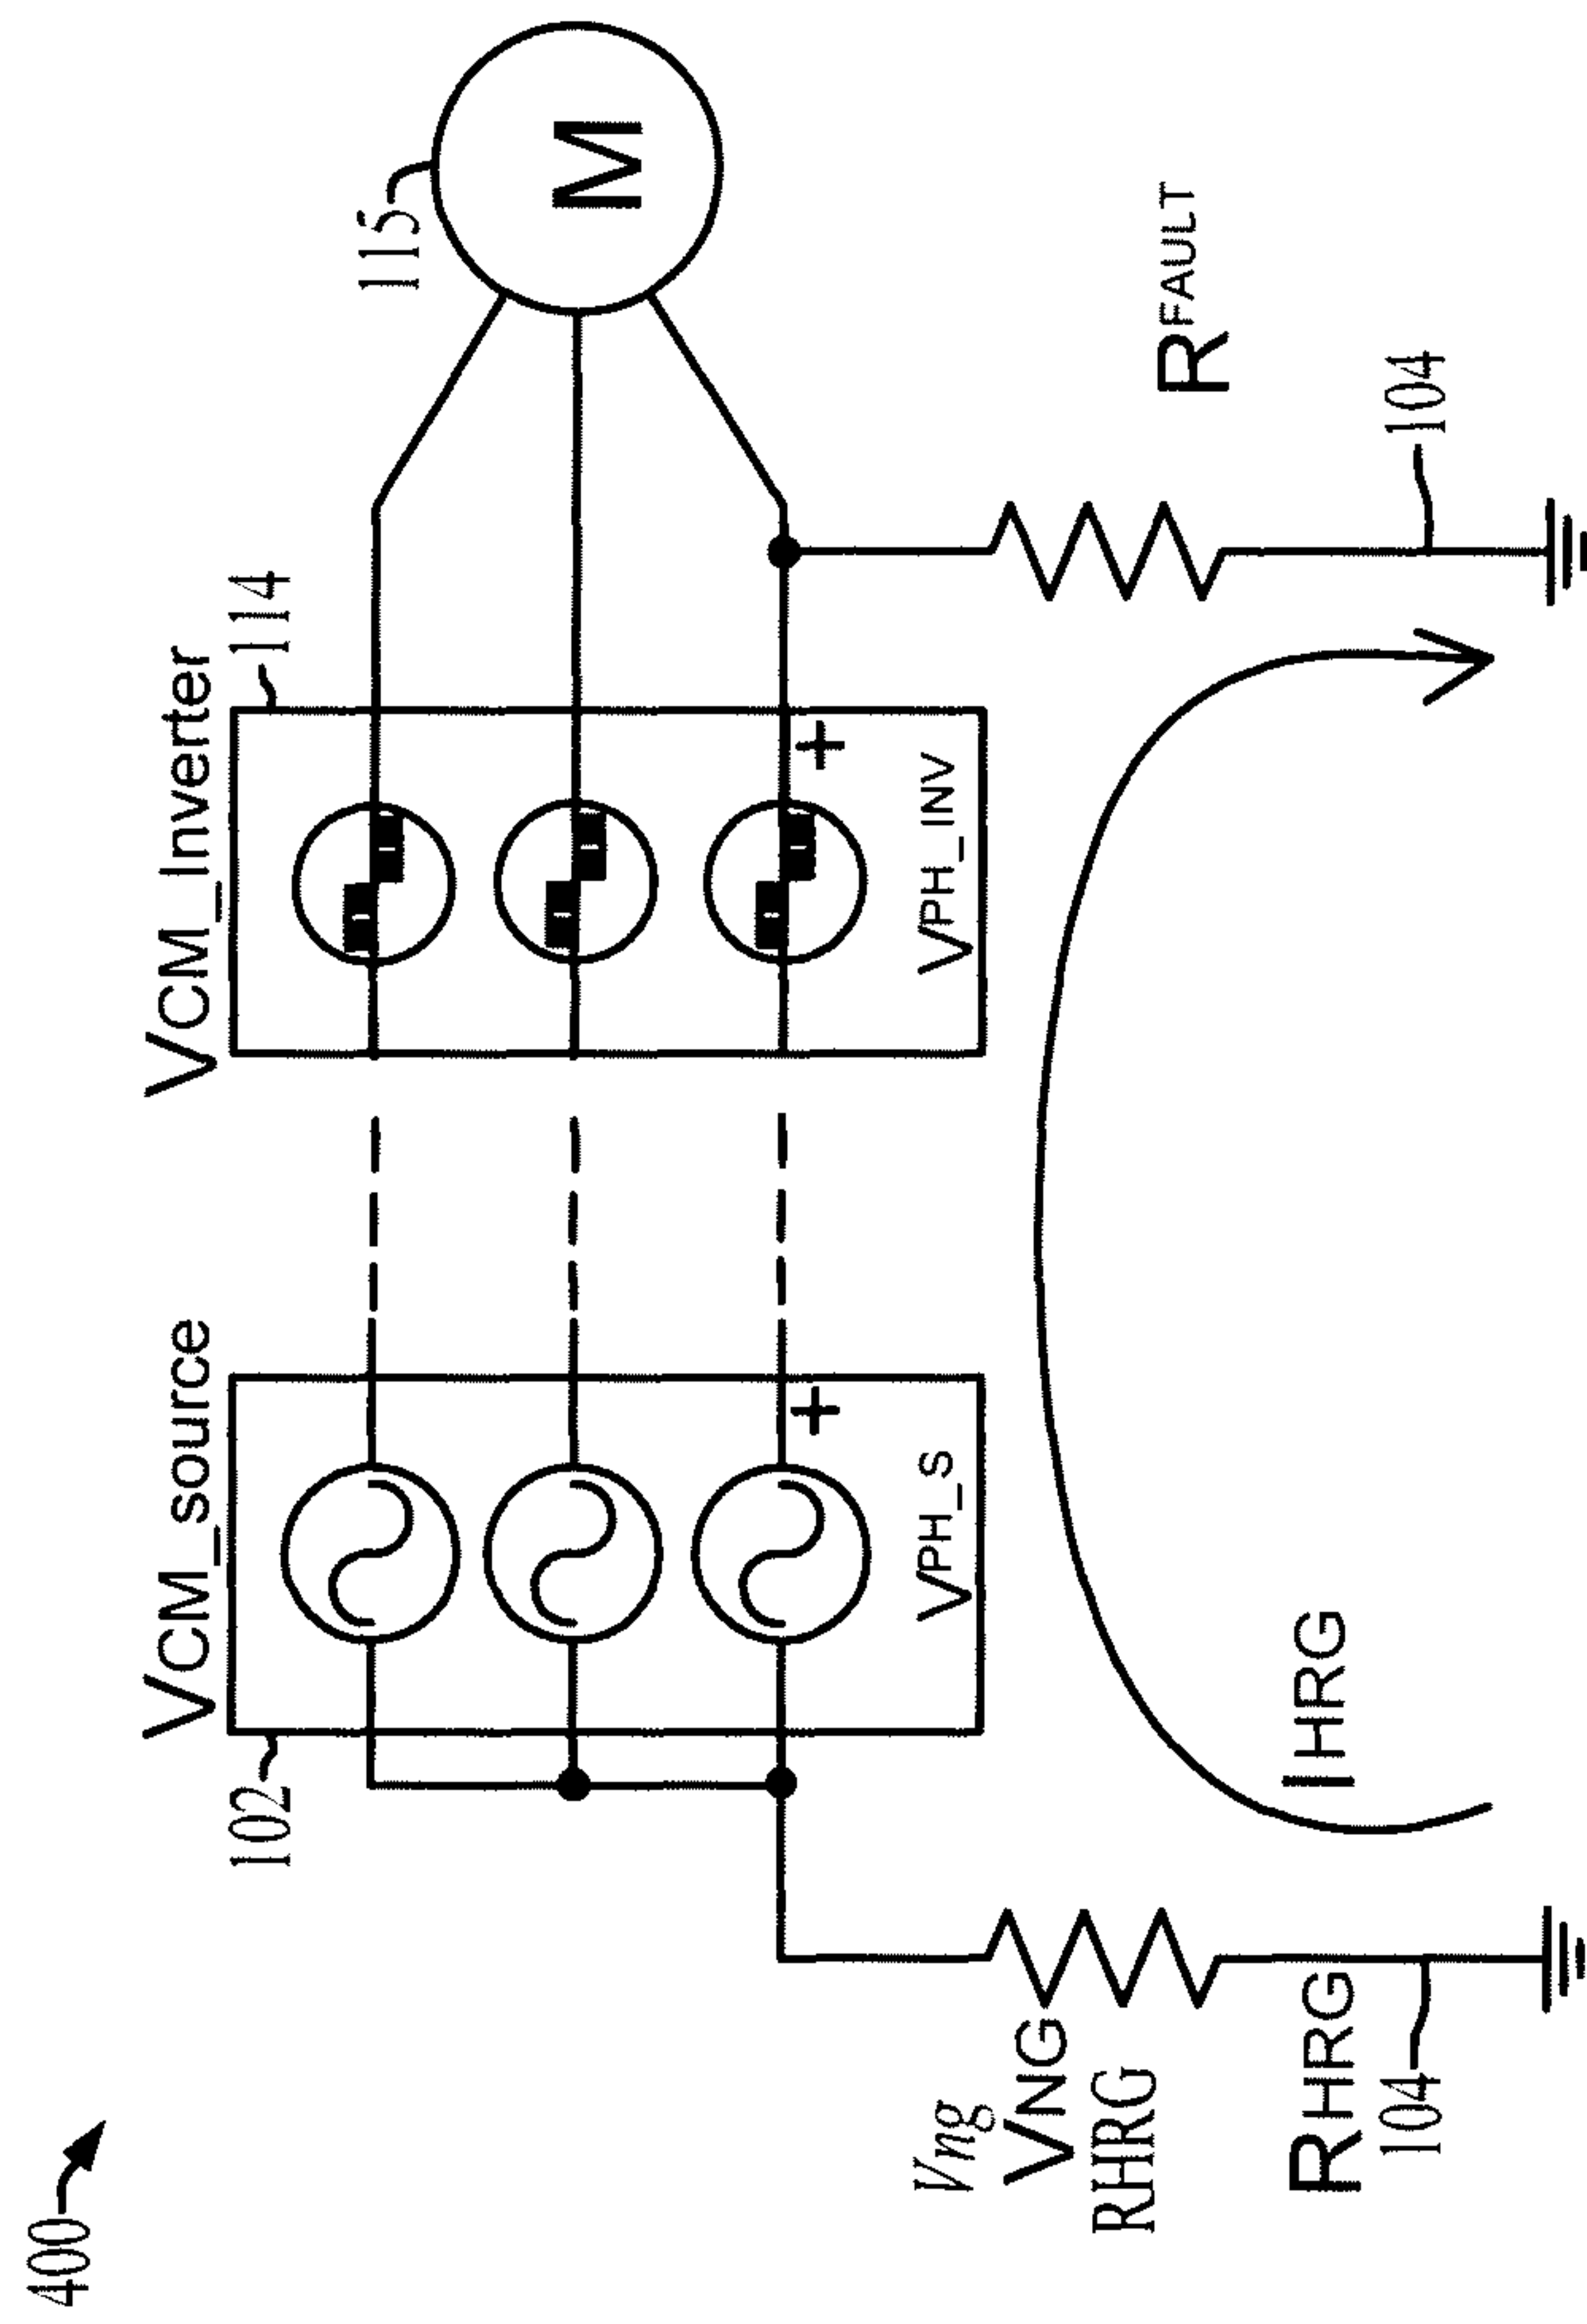 400
VCM_source
VCM_Inverter
102
114
115
M
VPH_S
+
VPH_INV
+
Vng
VNG
RHRG
RHRG
104
IHRG
RFAULT
104